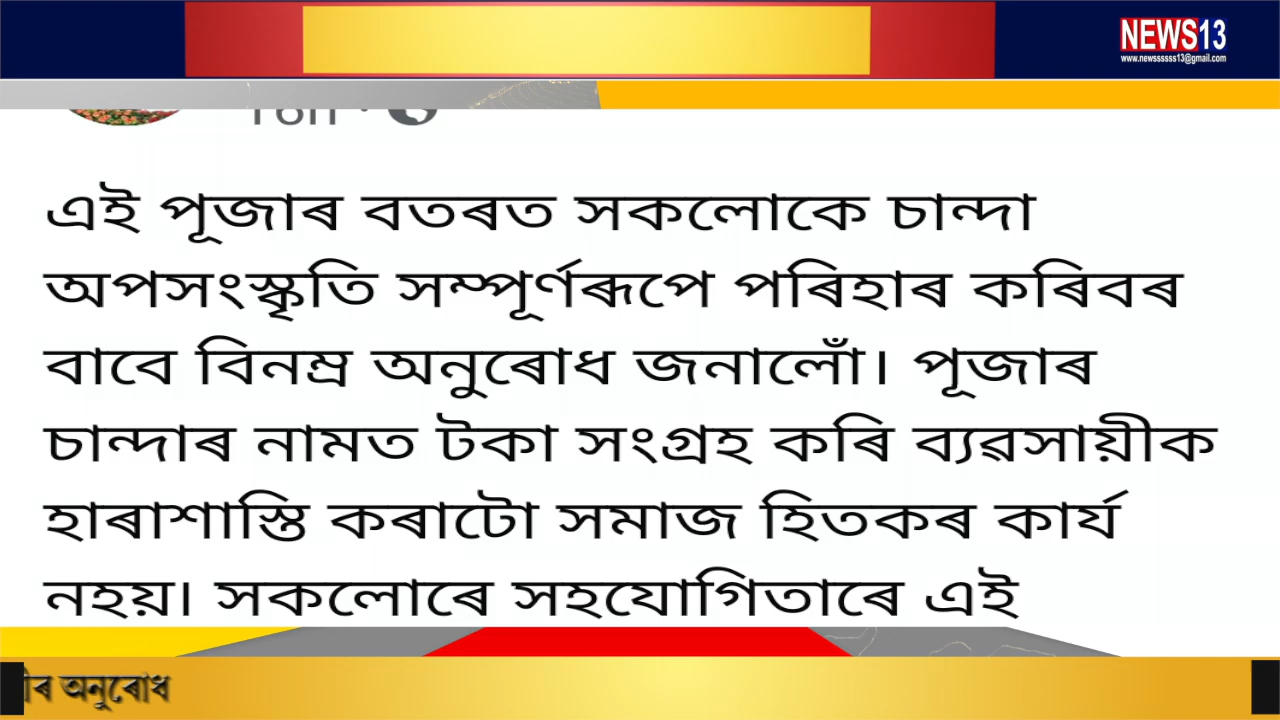 NEWS13
www.newssssss13@gmail.com
এই পূজাৰ বতৰত সকলোকে চান্দা
অপসংস্কৃতি সম্পূৰ্ণৰূপে পৰিহাৰ কৰিবৰ
বাবে বিনম্ৰ অনুৰোধ জনালোঁ। পূজাৰ
চান্দাৰ নামত টকা সংগ্ৰহ কৰি ব্যৱসায়ীক
হাৰাশাস্তি কৰাটো সমাজ হিতকৰ কাৰ্য
নহয়। সকলোৰে সহযোগিতাৰে এই
অনুৰোধ